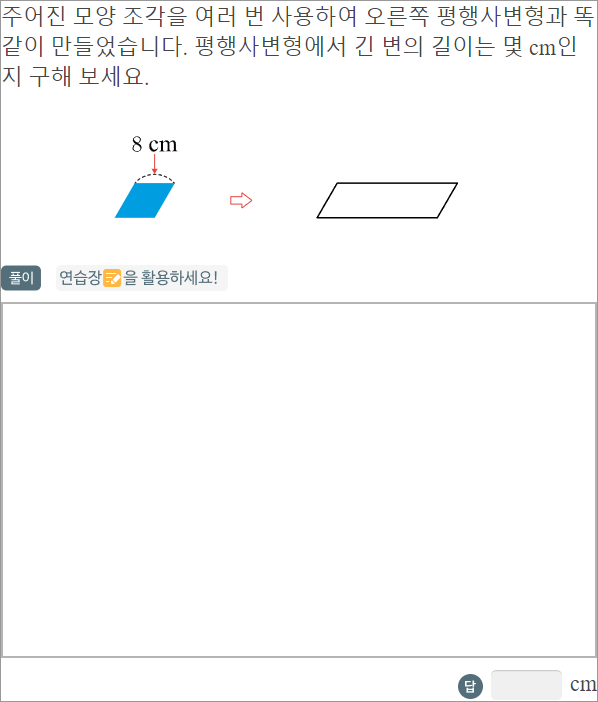 주어진 모양 조각을 여러 번 사용하여 오른쪽 평행사변형과 똑
같이 만들었습니다. 평행사변형에서 긴 변의 길이는 몇 cm인
지 구해 보세요.
8 cm
풀이 연습장을 활용하세요!
답 cm